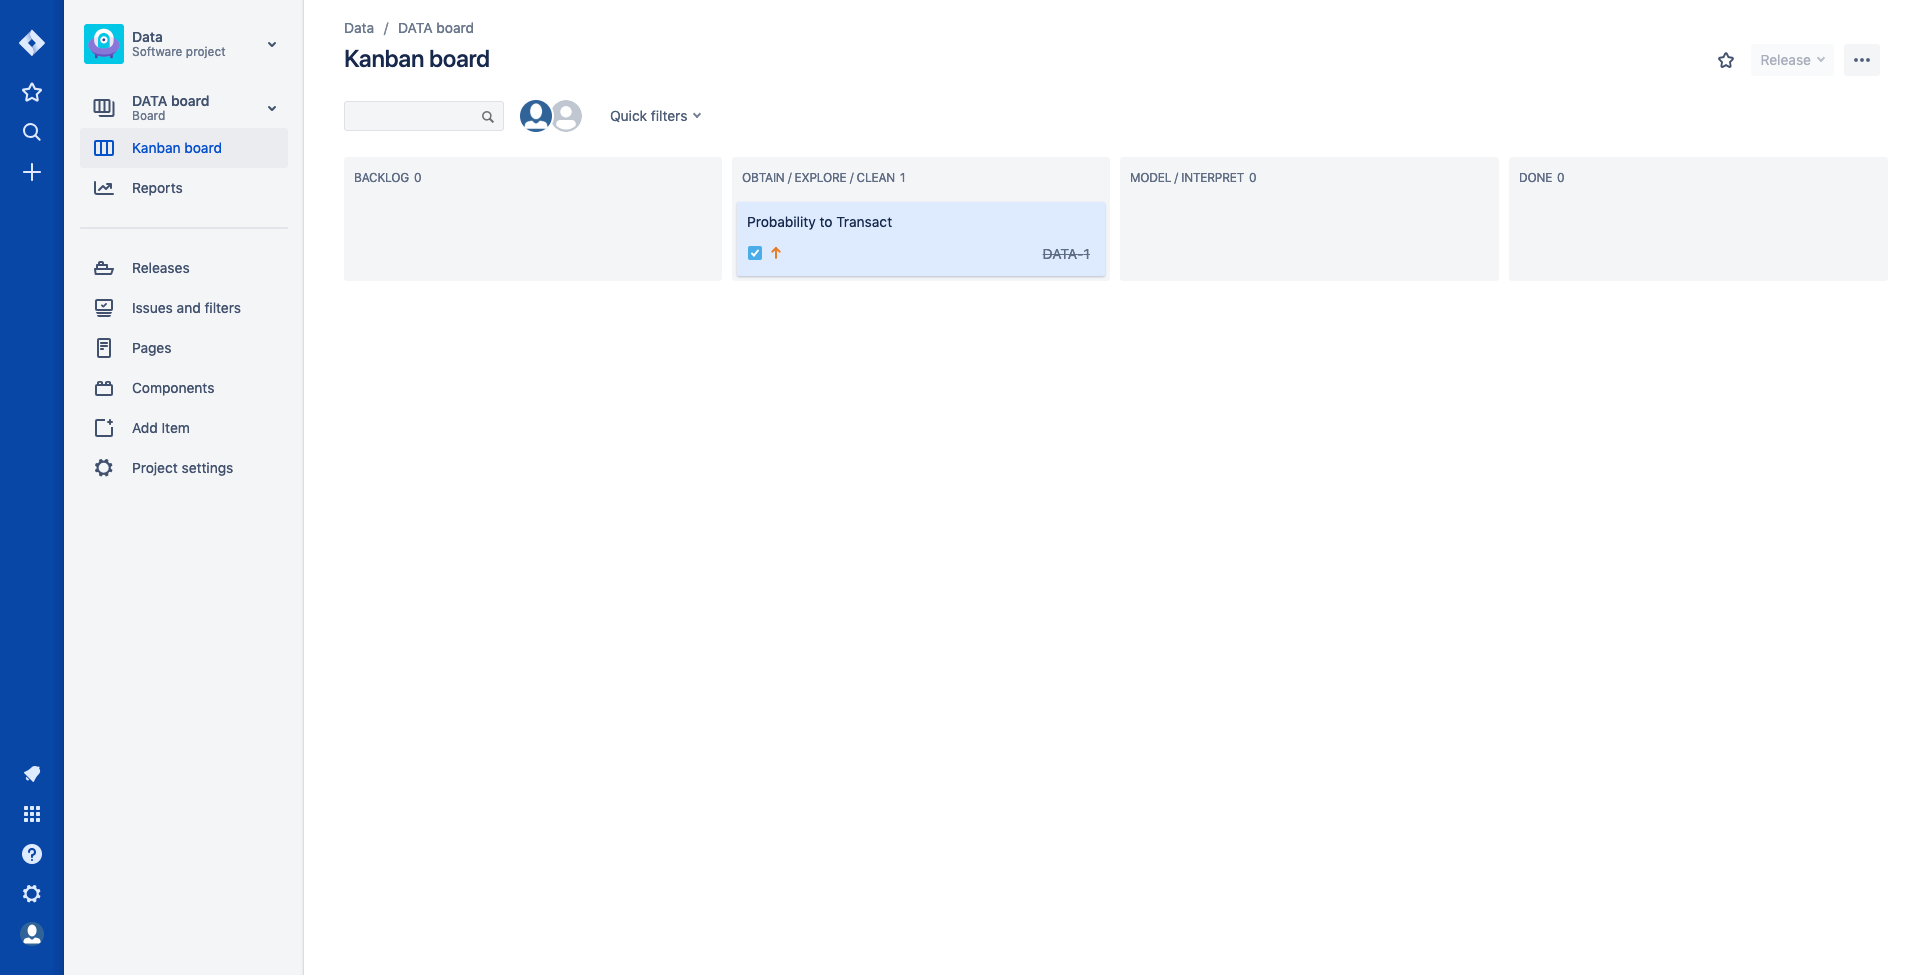 Data
Software project
DATA board
Board
Kanban board
Reports
Releases
Issues and filters
Pages
Components
Add Item
Project settings
Data / DATA board
Kanban board
Release
Quick filters
BACKLOG 0
OBTAIN / EXPLORE / CLEAN 1
MODEL / INTERPRET 0
DONE 0
Probability to Transact
DATA-1